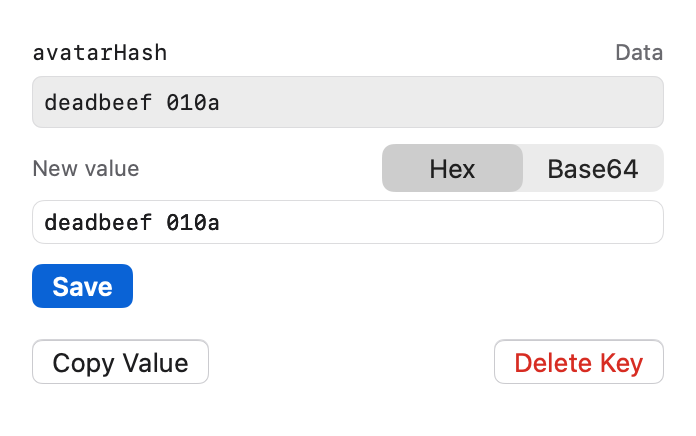 avatarHash Data
deadbeef 010a
New value Hex Base64
deadbeef 010a
Save
Copy Value Delete Key